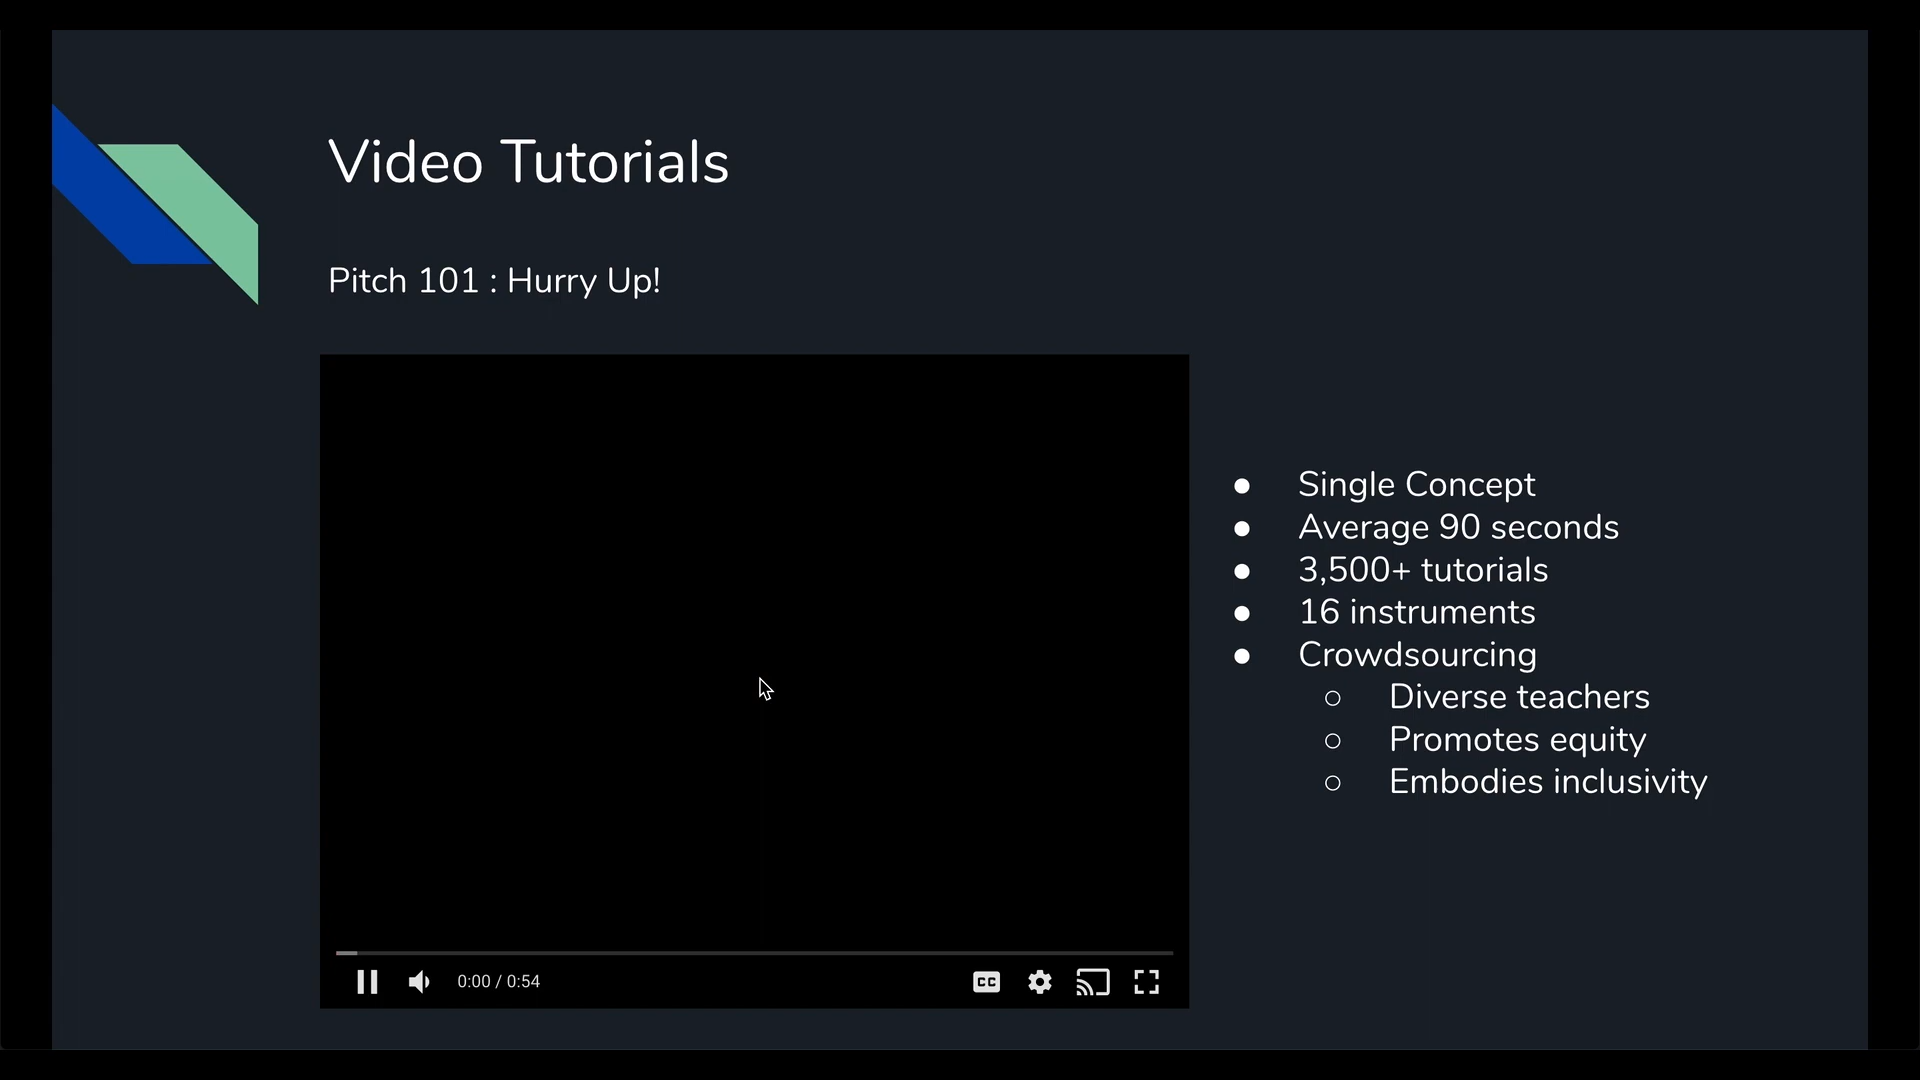 Video Tutorials
Pitch 101 : Hurry Up!
● Single Concept
● Average 90 seconds
● 3,500+ tutorials
● 16 instruments
● Crowdsourcing
○ Diverse teachers
○ Promotes equity
○ Embodies inclusivity
0:00 / 0:54
CC